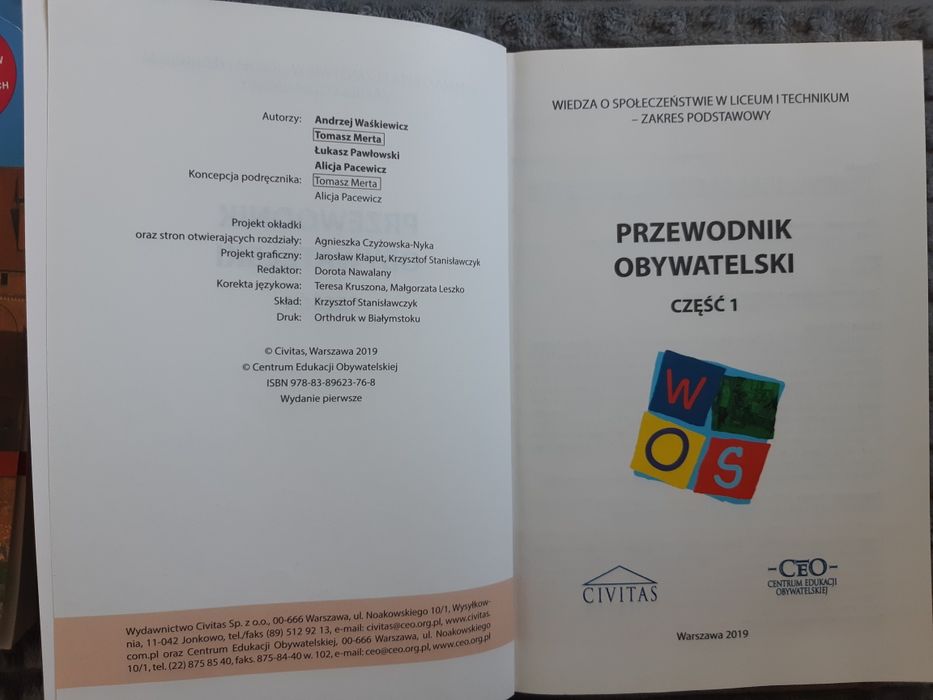 W
CH
Autorzy: Andrzej Waśkiewicz
Tomasz Merta
Łukasz Pawłowski
Alicja Pacewicz
Koncepcja podręcznika: Tomasz Merta
Alicja Pacewicz
Projekt okładki
oraz stron otwierających rozdziały: Agnieszka Czyżowska-Nyka
Projekt graficzny: Jarosław Kłaput, Krzysztof Stanisławczyk
Redaktor: Dorota Nawalany
Korekta językowa: Teresa Kruszona, Małgorzata Leszko
Skład: Krzysztof Stanisławczyk
Druk: Orthdruk w Białymstoku
© Civitas, Warszawa 2019
© Centrum Edukacji Obywatelskiej
ISBN 978-83-89623-76-8
Wydanie pierwsze
Wydawnictwo Civitas Sp. z o.o., 00-666 Warszawa, ul. Noakowskiego 10/1, Wysyłkow-
nia, 11-042 Jonkowo, tel./faks (89) 512 92 13, e-mail: civitas@ceo.org.pl, www.civitas.
com.pl oraz Centrum Edukacji Obywatelskiej, 00-666 Warszawa, ul. Noakowskiego
10/1, tel. (22) 875 85 40, faks. 875-84-40 w. 102, e-mail: ceo@ceo.org.pl, www.ceo.org.pl
WIEDZA O SPOŁECZEŃSTWIE W LICEUM I TECHNIKUM
– ZAKRES PODSTAWOWY
PRZEWODNIK
OBYWATELSKI
CZĘŚĆ 1
W
O S
CIVITAS
CEO
CENTRUM EDUKACJI
OBYWATELSKIEJ
Warszawa 2019